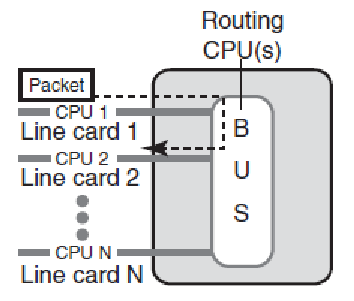 Routing
CPU(s)
Packet
CPU 1
Line card 1
CPU 2
Line card 2
CPU N
Line card N
B
U
S